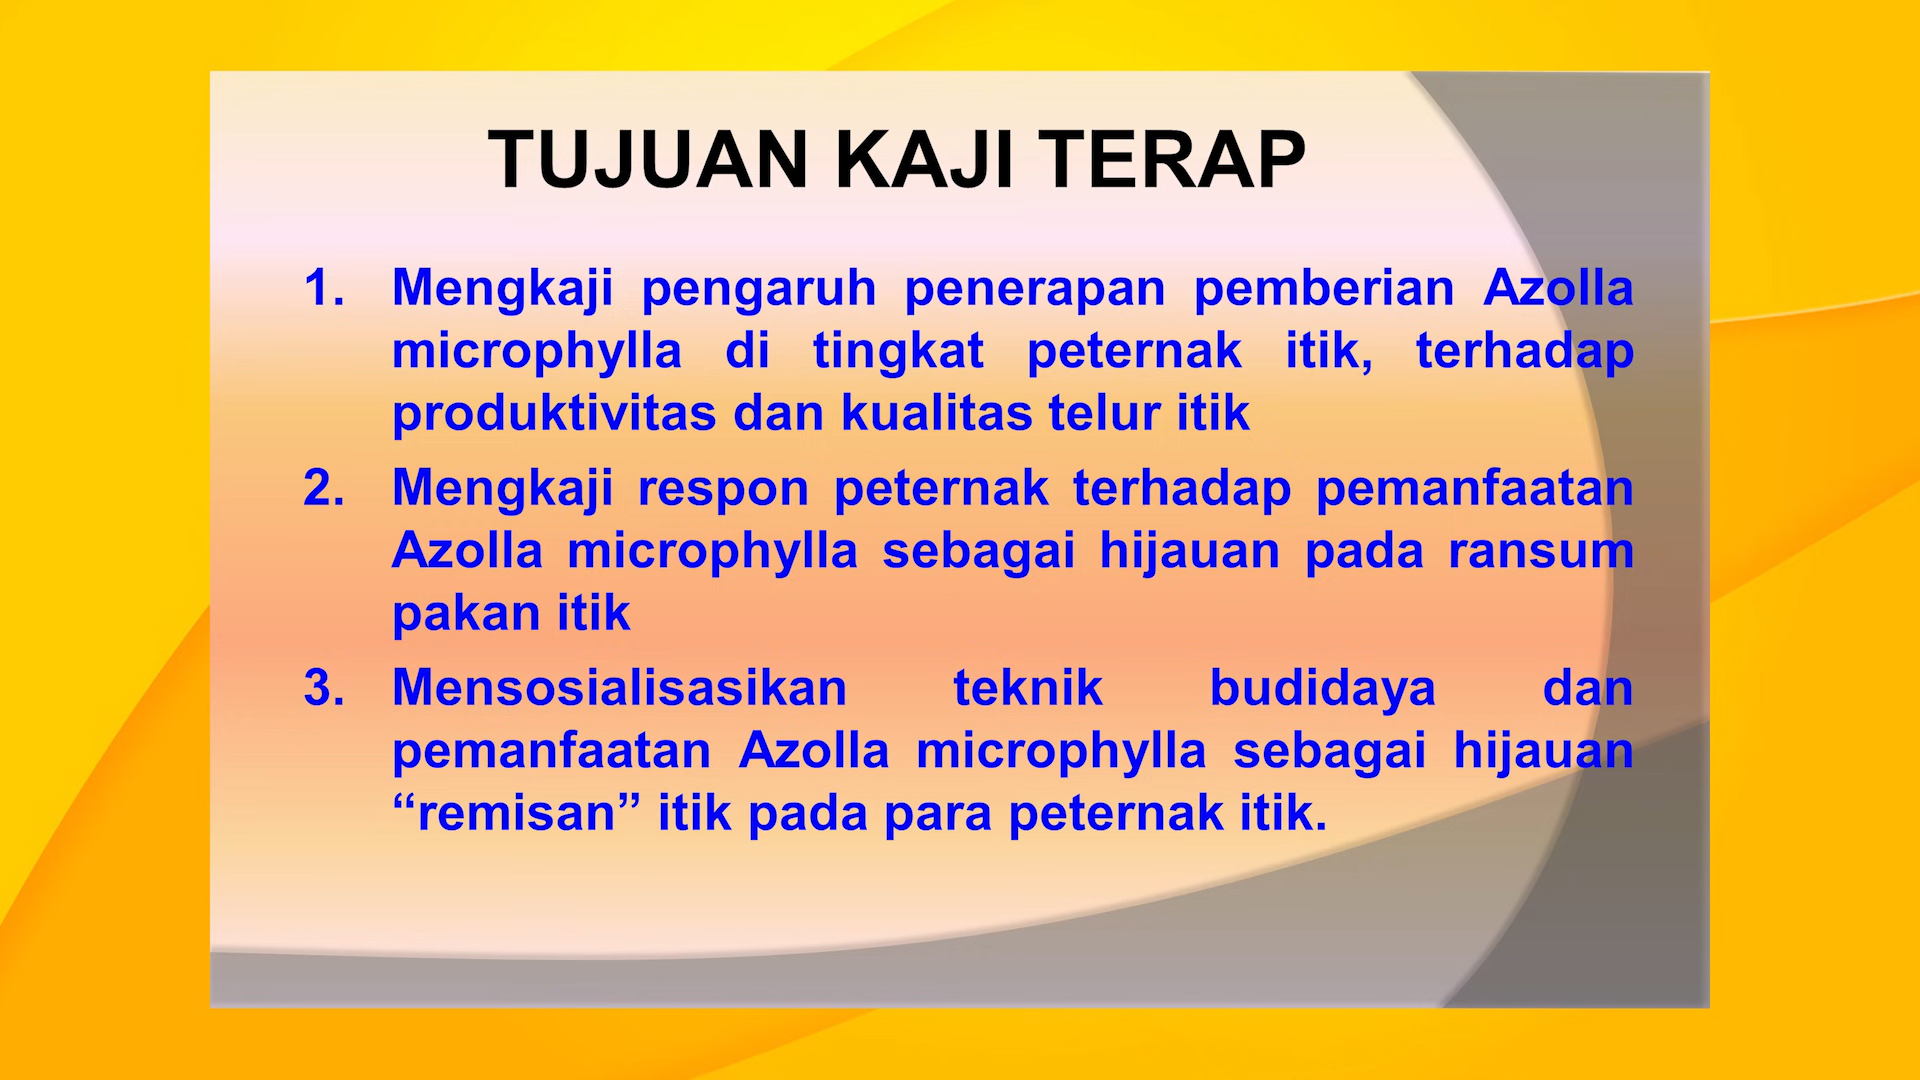 TUJUAN KAJI TERAP
1. Mengkaji pengaruh penerapan pemberian Azolla
microphylla di tingkat peternak itik, terhadap
produktivitas dan kualitas telur itik
2. Mengkaji respon peternak terhadap pemanfaatan
Azolla microphylla sebagai hijauan pada ransum
pakan itik
3. Mensosialisasikan teknik budidaya dan
pemanfaatan Azolla microphylla sebagai hijauan
“remisan” itik pada para peternak itik.